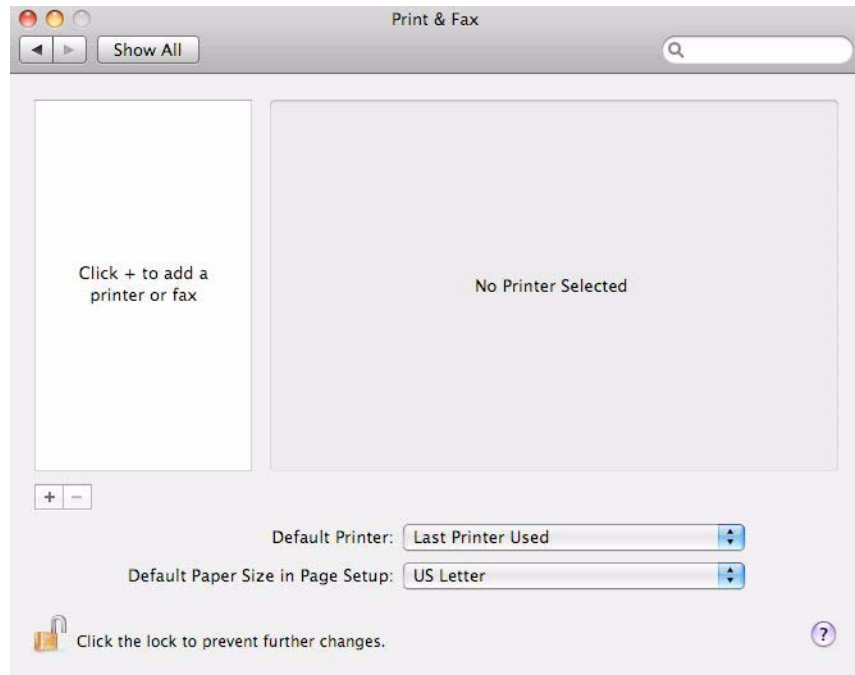 Print & Fax
Show All
Click + to add a
printer or fax
No Printer Selected
+ −
Default Printer: Last Printer Used
Default Paper Size in Page Setup: US Letter
Click the lock to prevent further changes.
?